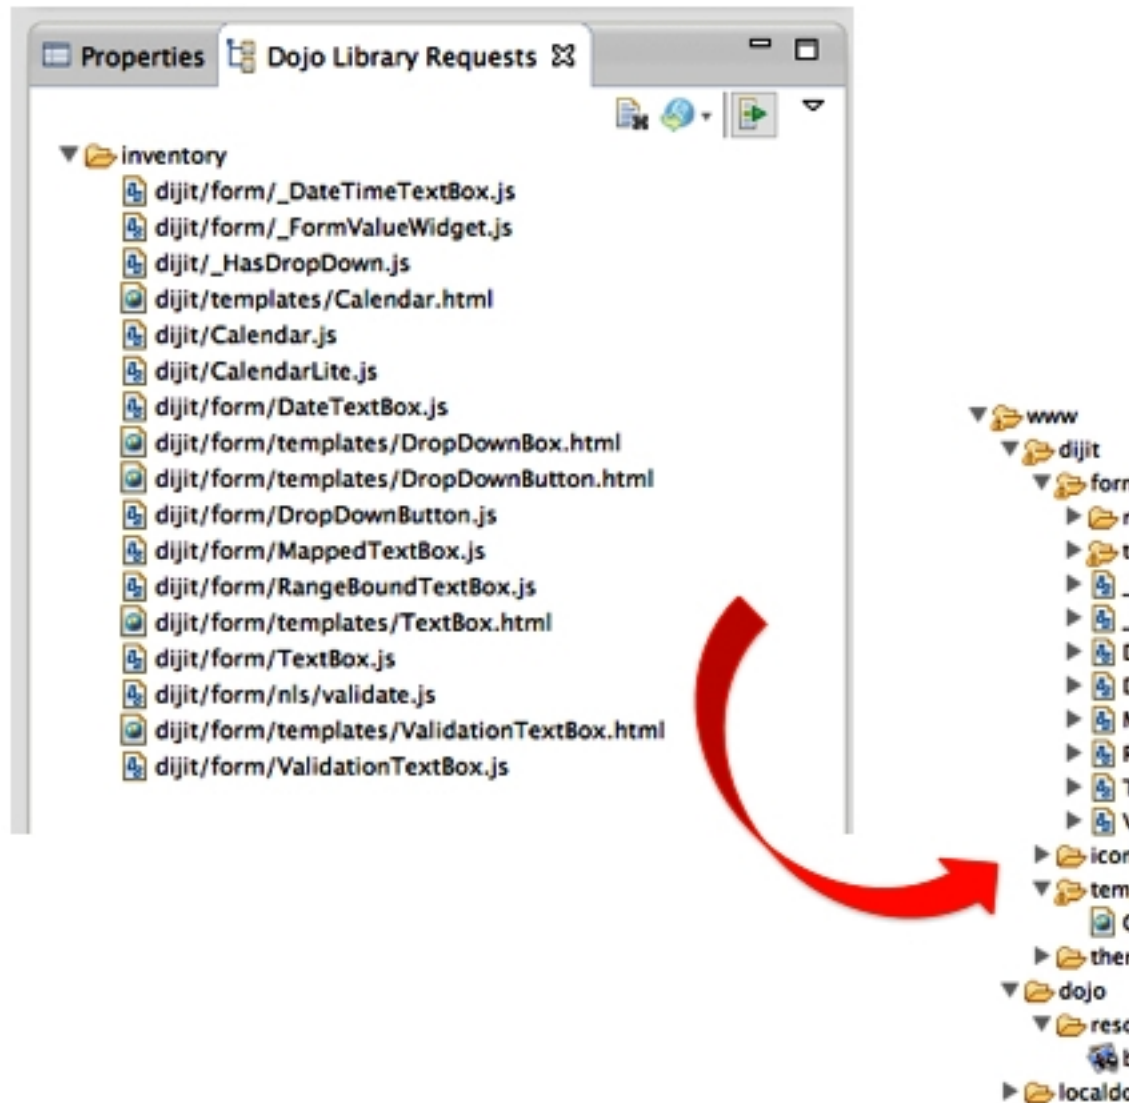 Properties
Dojo Library Requests
inventory
dijit/form/_DateTimeTextBox.js
dijit/form/_FormValueWidget.js
dijit/_HasDropDown.js
dijit/templates/Calendar.html
dijit/Calendar.js
dijit/CalendarLite.js
dijit/form/DateTextBox.js
dijit/form/templates/DropDownBox.html
dijit/form/templates/DropDownButton.html
dijit/form/DropDownButton.js
dijit/form/MappedTextBox.js
dijit/form/RangeBoundTextBox.js
dijit/form/templates/TextBox.html
dijit/form/TextBox.js
dijit/form/nls/validate.js
dijit/form/templates/ValidationTextBox.html
dijit/form/ValidationTextBox.js
www
dijit
dojo